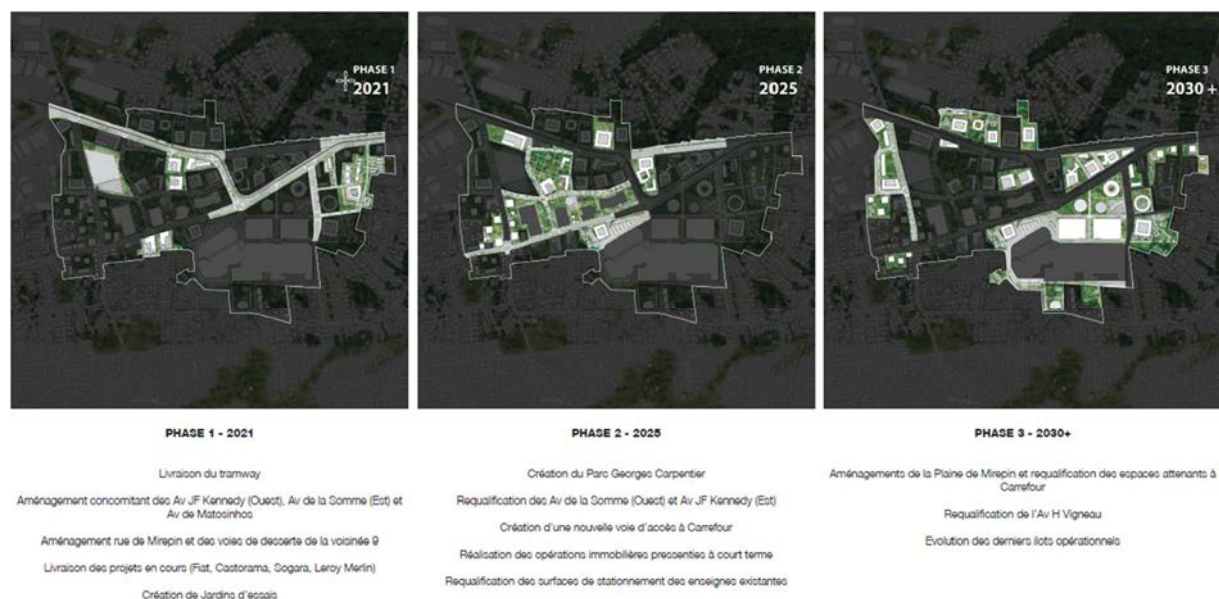 PHASE 1
2021
PHASE 2
2025
PHASE 3
2030 +
PHASE 1 - 2021
Livraison du tramway
Aménagement concomitant des Av JF Kennedy (Ouest), Av de la Somme (Est) et
Av de Matosinhos
Aménagement rue de Mirepin et des voies de desserte de la voisinée 9
Livraison des projets en cours (Fiat, Castorama, Sogara, Leroy Merlin)
Création de Jardins d'essais
PHASE 2 - 2025
Création du Parc Georges Carpentier
Requalification des Av de la Somme (Ouest) et Av JF Kennedy (Est)
Création d'une nouvelle voie d'accès à Carrefour
Réalisation des opérations immobilières pressenties à court terme
Requalification des surfaces de stationnement des enseignes existantes
PHASE 3 - 2030+
Aménagements de la Plaine de Mirepin et requalification des espaces attenants à
Carrefour
Requalification de l'Av H Vigneau
Evolution des derniers ilots opérationnels